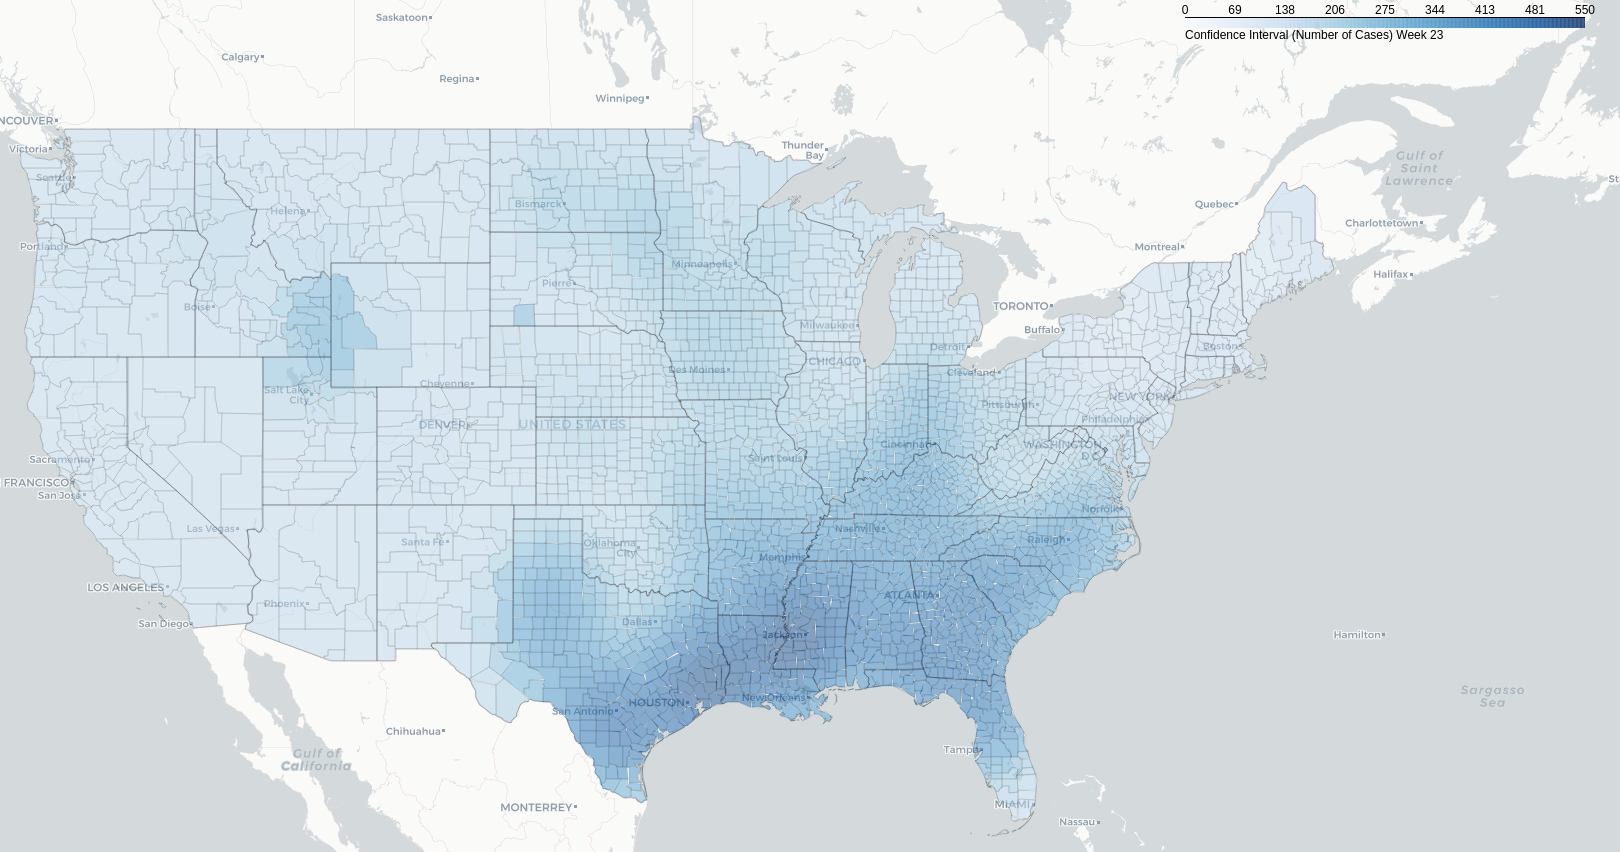 0 69 138 206 275 344 413 481 550
Confidence Interval (Number of Cases) Week 23
Saskatoon
Calgary
Regina
Winnipeg
NCOUVER
Victoria
Thunder
Bay
Gulf of
Saint
Lawrence
St
Seattle
Bismarck
Helena
Quebec
Charlottetown
Portland
Montreal
Minneapolis
Halifax
Pierre
Boise
TORONTO
Milwaukee
Buffalo
Detroit
Boston
CHICAGO
Des Moines
Cleveland
Cheyenne
Salt Lake
City
NEW YORK
Pittsburgh
Philadelphia
DENVER
UNITED STATES
Cincinnati
WASHINGTON
D.C.
Sacramento
Saint Louis
FRANCISCO
San Jose
Norfolk
Las Vegas
Nashville
Santa Fe
Oklahoma
City
Raleigh
Memphis
LOS ANGELES
ATLANTA
Phoenix
San Diego
Dallas
Jackson
Hamilton
Sargasso
Sea
New Orleans
HOUSTON
San Antonio
Chihuahua
Tampa
Gulf of
California
MIAMI
MONTERREY
Nassau